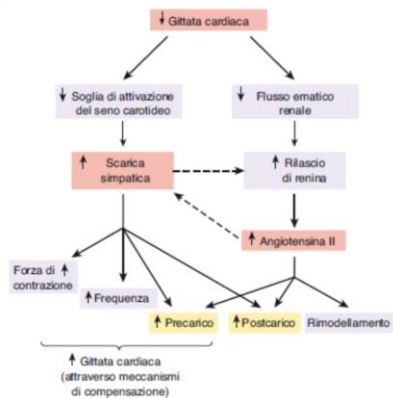 ↓ Gittata cardiaca
↓ Soglia di attivazione
del seno carotideo
↓ Flusso ematico
renale
↑ Scarica
simpatica
↑ Rilascio
di renina
↑ Angiotensina II
Forza di ↑
contrazione
↑ Frequenza
↑ Precarico
↑ Postcarico
Rimodellamento
↑ Gittata cardiaca
(attraverso meccanismi
di compensazione)